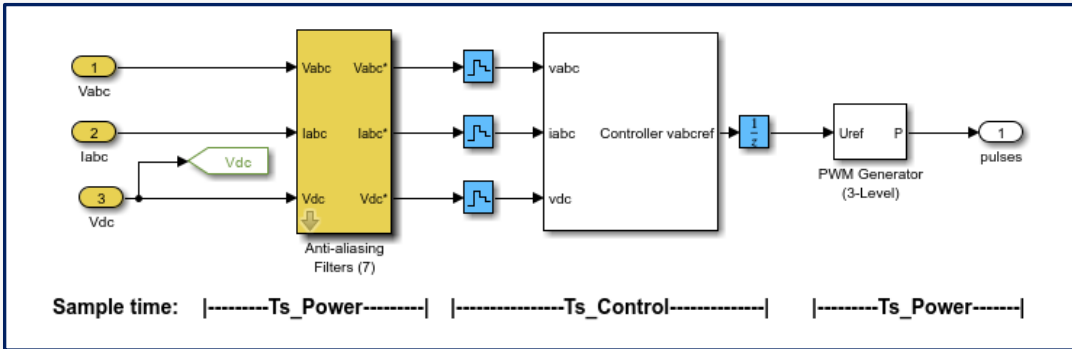 1
Vabc
2
Iabc
3
Vdc
Vdc
Vabc Vabc*
Iabc Iabc*
Vdc Vdc*
Anti-aliasing
Filters (7)
vabc
iabc Controller vabcref
vdc
1
z
Uref P
PWM Generator
(3-Level)
1
pulses
Sample time: |---------Ts_Power---------| |----------------Ts_Control--------------| |---------Ts_Power-------|